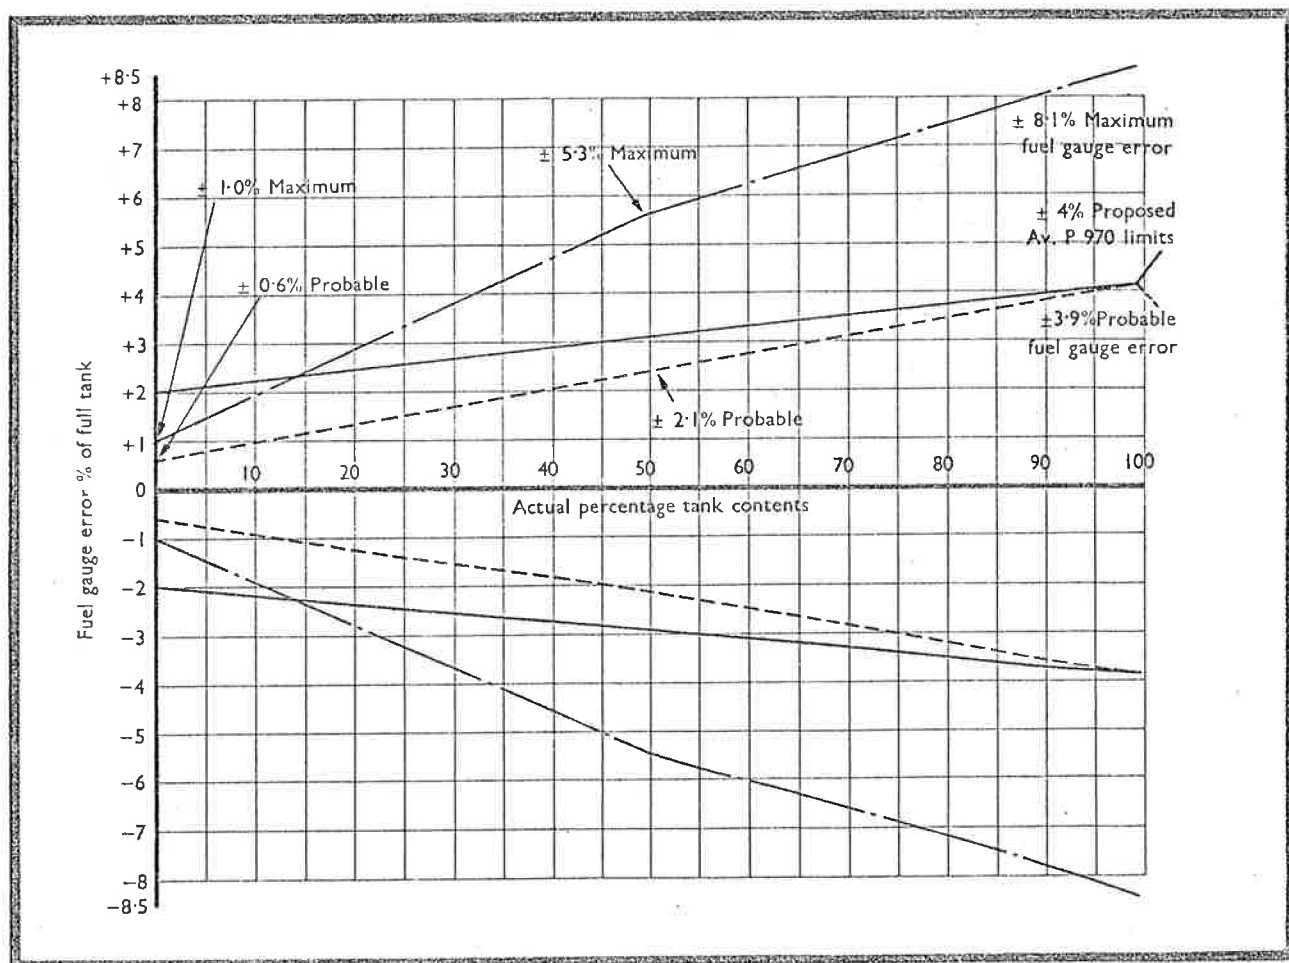 +8·5
+8
+7
+6
+5
+4
+3
+2
+1
0
−1
−2
−3
−4
−5
−6
−7
−8
−8·5
Fuel gauge error % of full tank
± 1·0% Maximum
± 0·6% Probable
± 5·3% Maximum
± 2·1% Probable
± 8·1% Maximum
fuel gauge error
± 4% Proposed
Av. P 970 limits
±3·9% Probable
fuel gauge error
10 20 30 40 50 60 70 80 90 100
Actual percentage tank contents